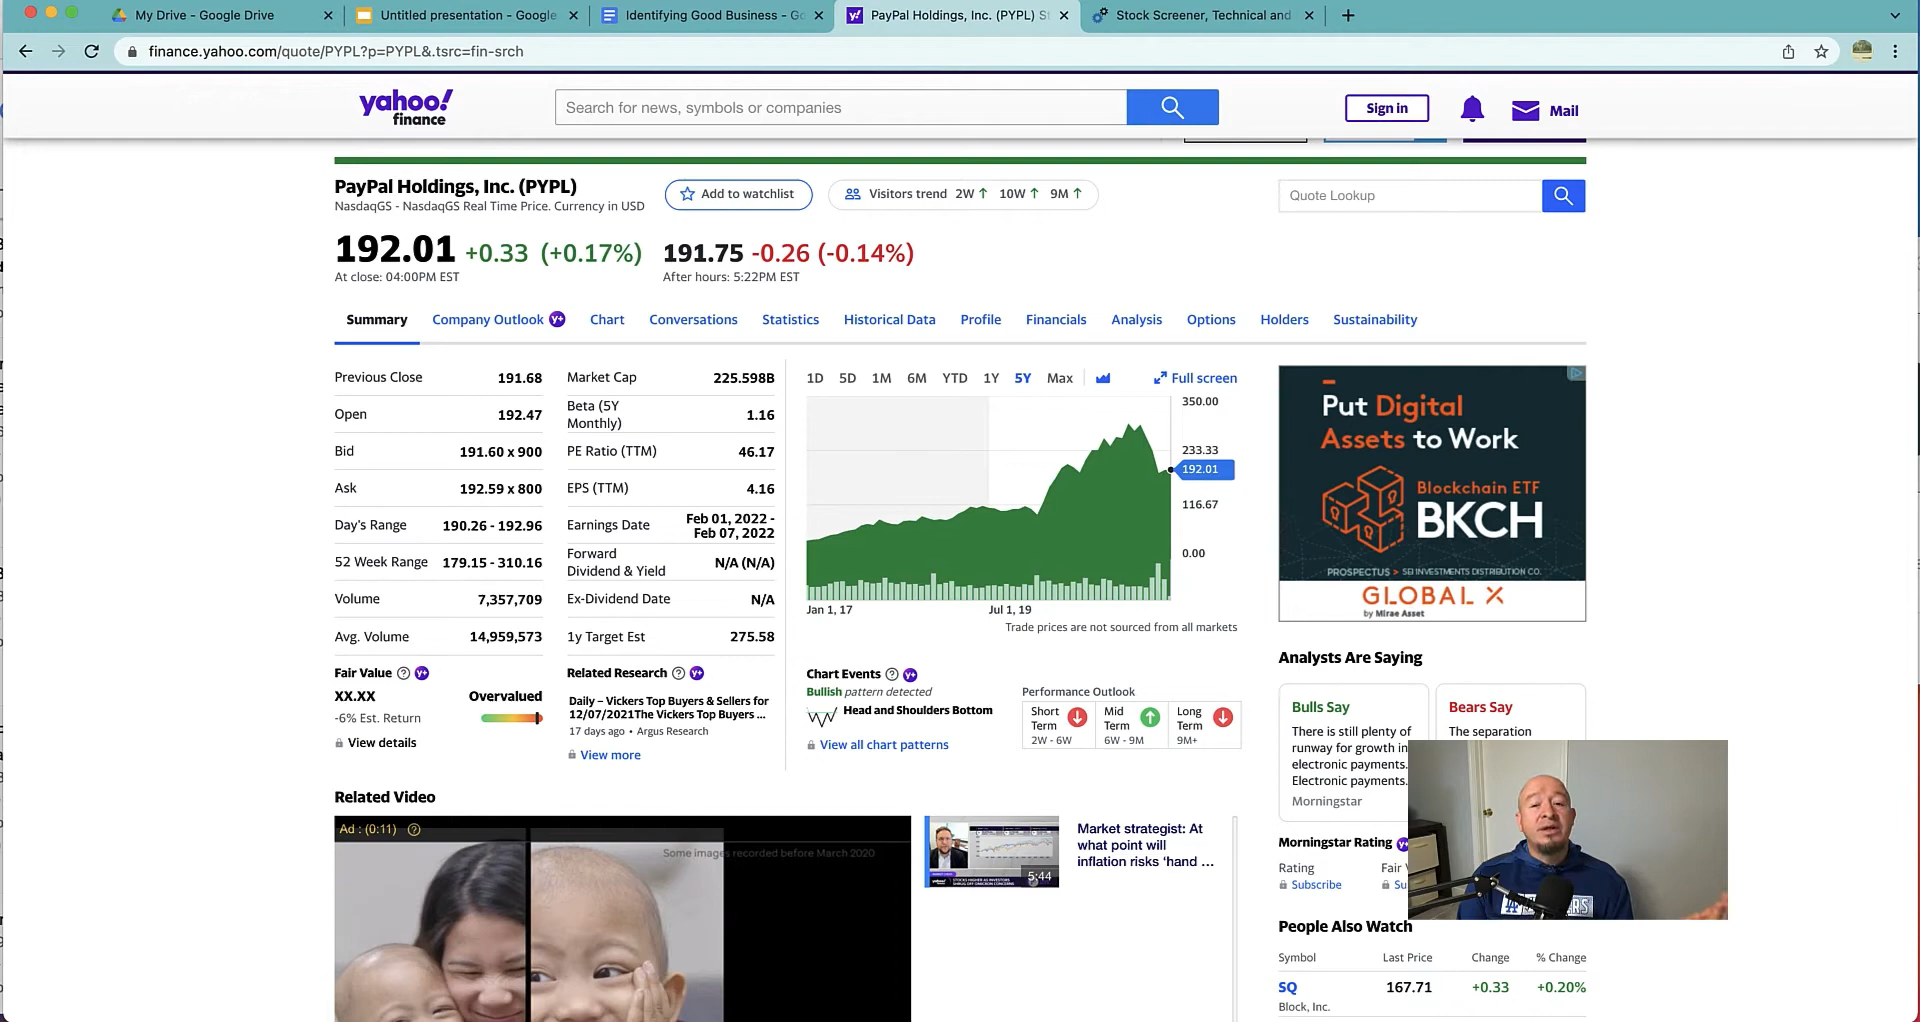 My Drive - Google Drive
Untitled presentation - Google
Identifying Good Business - Go
PayPal Holdings, Inc. (PYPL) S
Stock Screener, Technical and
finance.yahoo.com/quote/PYPL?p=PYPL&.tsrc=fin-srch
yahoo!
finance
Search for news, symbols or companies
Sign in
Mail
PayPal Holdings, Inc. (PYPL)
NasdaqGS - NasdaqGS Real Time Price. Currency in USD
Add to watchlist
Visitors trend 2W↑ 10W↑ 9M↑
Quote Lookup
192.01 +0.33 (+0.17%)
At close: 04:00PM EST
191.75 -0.26 (-0.14%)
After hours: 5:22PM EST
Summary Company Outlook Y+ Chart Conversations Statistics Historical Data Profile Financials Analysis Options Holders Sustainability
Previous Close 191.68
Open 192.47
Bid 191.60 x 900
Ask 192.59 x 800
Day's Range 190.26 - 192.96
52 Week Range 179.15 - 310.16
Volume 7,357,709
Avg. Volume 14,959,573
Market Cap 225.598B
Beta (5Y
Monthly) 1.16
PE Ratio (TTM) 46.17
EPS (TTM) 4.16
Earnings Date Feb 01, 2022 -
Feb 07, 2022
Forward
Dividend & Yield N/A (N/A)
Ex-Dividend Date N/A
1y Target Est 275.58
1D 5D 1M 6M YTD 1Y 5Y Max
Full screen
350.00
233.33
192.01
116.67
0.00
Jan 1, 17 Jul 1, 19
Trade prices are not sourced from all markets
Fair Value ? Y+
XX.XX Overvalued
-6% Est. Return
View details
Related Research ? Y+
Daily – Vickers Top Buyers & Sellers for
12/07/2021The Vickers Top Buyers ...
17 days ago • Argus Research
View more
Chart Events ? Y+
Bullish pattern detected
Head and Shoulders Bottom
View all chart patterns
Performance Outlook
Short
Term
2W - 6W
Mid
Term
6W - 9M
Long
Term
9M+
Put Digital
Assets to Work
Blockchain ETF
BKCH
PROSPECTUS > SEI INVESTMENTS DISTRIBUTION CO.
GLOBAL X
by Mirae Asset
Analysts Are Saying
Bulls Say
There is still plenty of
runway for growth in
electronic payments.
Electronic payments.
Morningstar
Bears Say
The separation
Morningstar Rating
Rating
Subscribe
Fair
Su
People Also Watch
Symbol Last Price Change % Change
SQ 167.71 +0.33 +0.20%
Block, Inc.
Related Video
Ad : (0:11) ?
Some images recorded before March 2020
Market strategist: At
what point will
inflation risks 'hand ...
5:44